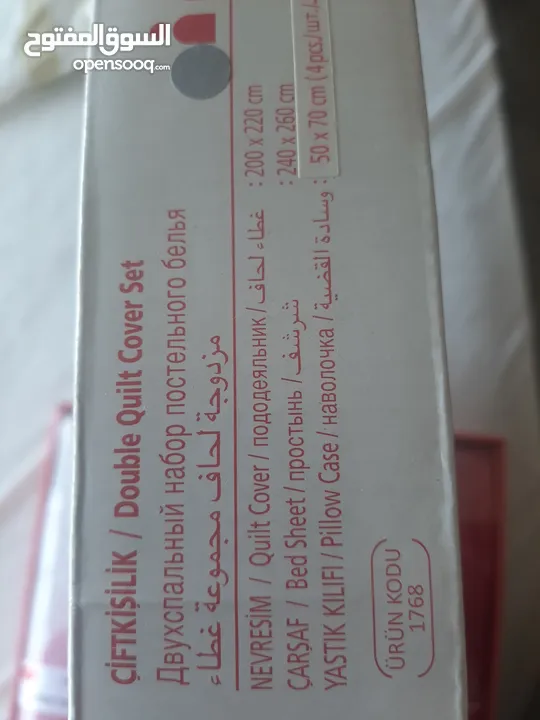 السوق المفتوح
opensooq.com
ÇİFTKİŞİLİK / Double Quilt Cover Set
Двухспальный набор постельного белья
مزدوجة لحاف مجموعة غطاء
NEVRESİM / Quilt Cover / пододеяльник / غطاء لحاف : 200 x 220 cm
ÇARŞAF / Bed Sheet / простынь / شرشف : 240 x 260 cm
YASTIK KILIFI / Pillow Case / наволочка / وسادة القضية : 50 x 70 cm (4 pcs/шт./
ÜRÜN KODU
1768